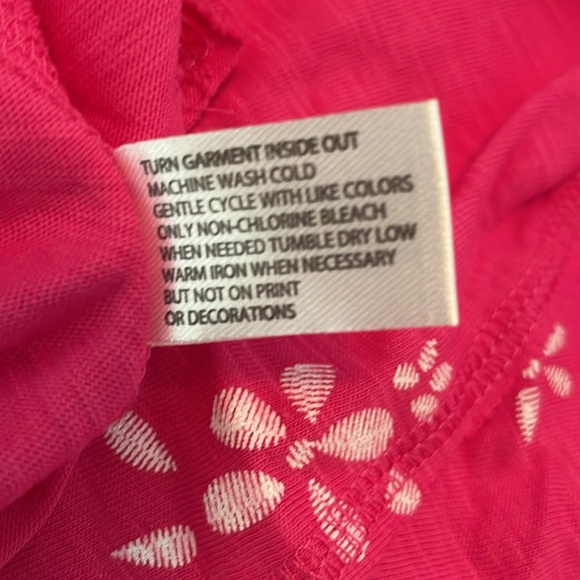 TURN GARMENT INSIDE OUT
MACHINE WASH COLD
GENTLE CYCLE WITH LIKE COLORS
ONLY NON-CHLORINE BLEACH
WHEN NEEDED TUMBLE DRY LOW
WARM IRON WHEN NECESSARY
BUT NOT ON PRINT
OR DECORATIONS